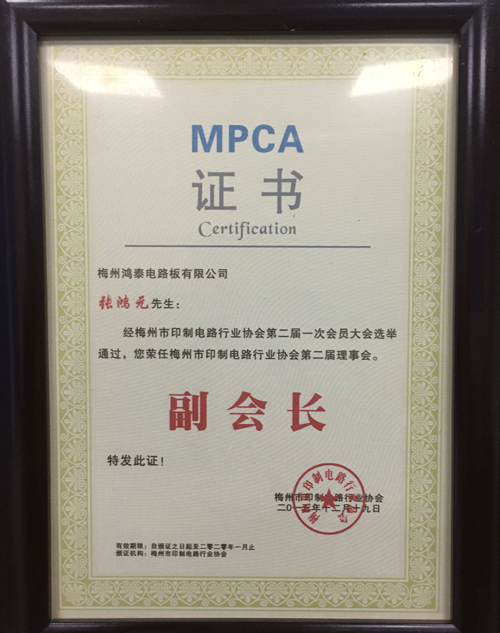 MPCA
证书
Certification
梅州鸿泰电路板有限公司
张鸿元先生：
经梅州市印制电路行业协会第二届一次会员大会选举
通过，您荣任梅州市印制电路行业协会第二届理事会。
副会长
特发此证！
梅州市印制电路行业协会
十二月十九日
有效期限：自颁证之日起至二零二零年一月止
颁证机构：梅州市印制电路行业协会